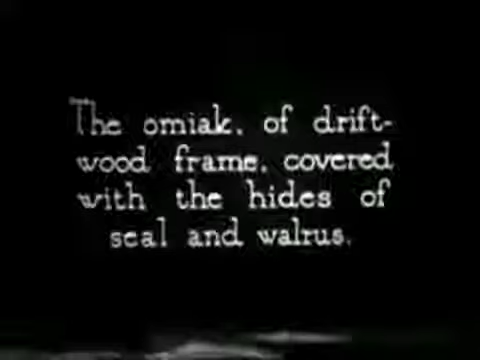 The omiak, of drift-
wood frame, covered
with the hides of
seal and walrus.